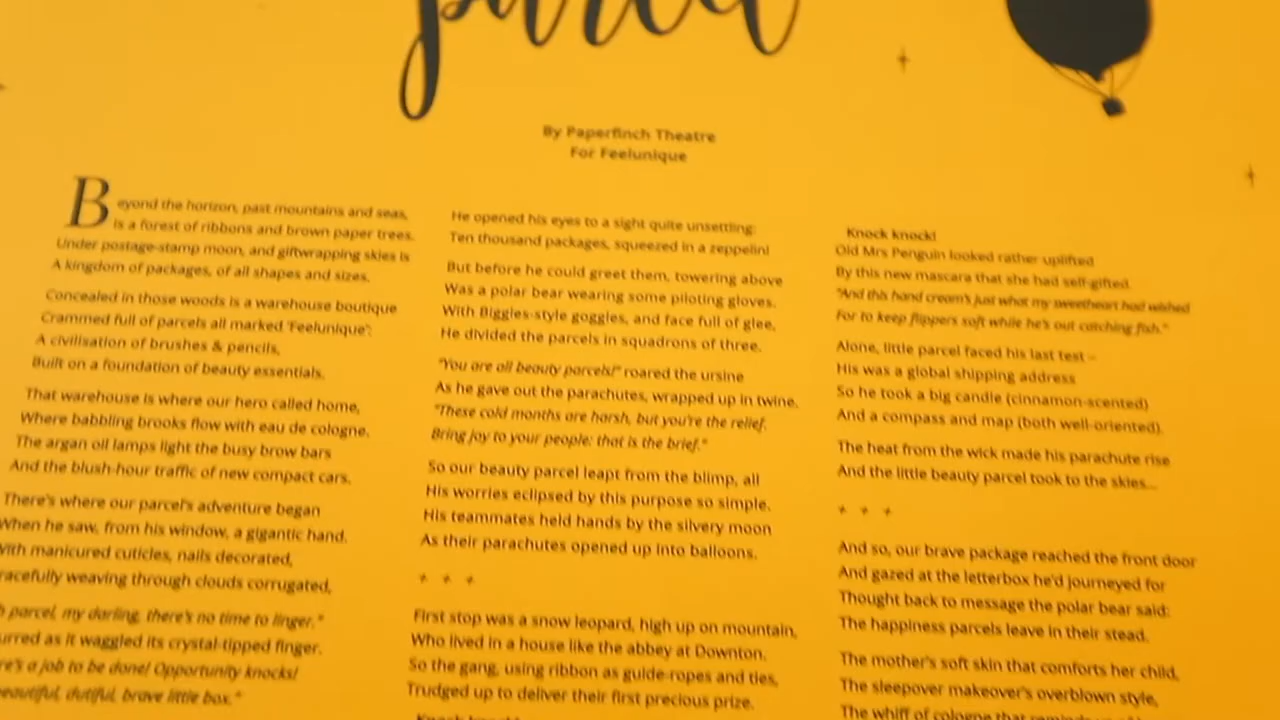 parcel
By Paperfinch Theatre
For Feelunique
Beyond the horizon, past mountains and seas,
Is a forest of ribbons and brown paper trees.
Under postage-stamp moon, and giftwrapping skies is
A kingdom of packages, of all shapes and sizes.
Concealed in those woods is a warehouse boutique
Crammed full of parcels all marked 'Feelunique':
A civilisation of brushes & pencils,
Built on a foundation of beauty essentials.
That warehouse is where our hero called home,
Where babbling brooks flow with eau de cologne.
The argan oil lamps light the busy brow bars
And the blush-hour traffic of new compact cars.
There's where our parcel's adventure began
When he saw, from his window, a gigantic hand.
With manicured cuticles, nails decorated,
racefully weaving through clouds corrugated,
parcel, my darling, there's no time to linger."
urred as it waggled its crystal-tipped finger.
re's a job to be done! Opportunity knocks!
eautiful, dutiful, brave little box."
He opened his eyes to a sight quite unsettling:
Ten thousand packages, squeezed in a zeppelin!
But before he could greet them, towering above
Was a polar bear wearing some piloting gloves.
With Biggles-style goggles, and face full of glee,
He divided the parcels in squadrons of three.
"You are all beauty parcels!" roared the ursine
As he gave out the parachutes, wrapped up in twine.
"These cold months are harsh, but you're the relief.
Bring joy to your people: that is the brief."
So our beauty parcel leapt from the blimp, all
His worries eclipsed by this purpose so simple.
His teammates held hands by the silvery moon
As their parachutes opened up into balloons.
+ + +
First stop was a snow leopard, high up on mountain,
Who lived in a house like the abbey at Downton.
So the gang, using ribbon as guide-ropes and ties,
Trudged up to deliver their first precious prize.
Knock knock!
Knock knock!
Old Mrs Penguin looked rather uplifted
By this new mascara that she had self-gifted.
"And this hand cream's just what my sweetheart had wished
For to keep flippers soft while he's out catching fish."
Alone, little parcel faced his last test –
His was a global shipping address
So he took a big candle (cinnamon-scented)
And a compass and map (both well-oriented).
The heat from the wick made his parachute rise
And the little beauty parcel took to the skies...
+ + +
And so, our brave package reached the front door
And gazed at the letterbox he'd journeyed for
Thought back to message the polar bear said:
The happiness parcels leave in their stead.
The mother's soft skin that comforts her child,
The sleepover makeover's overblown style,
The whiff of cologne that reminds